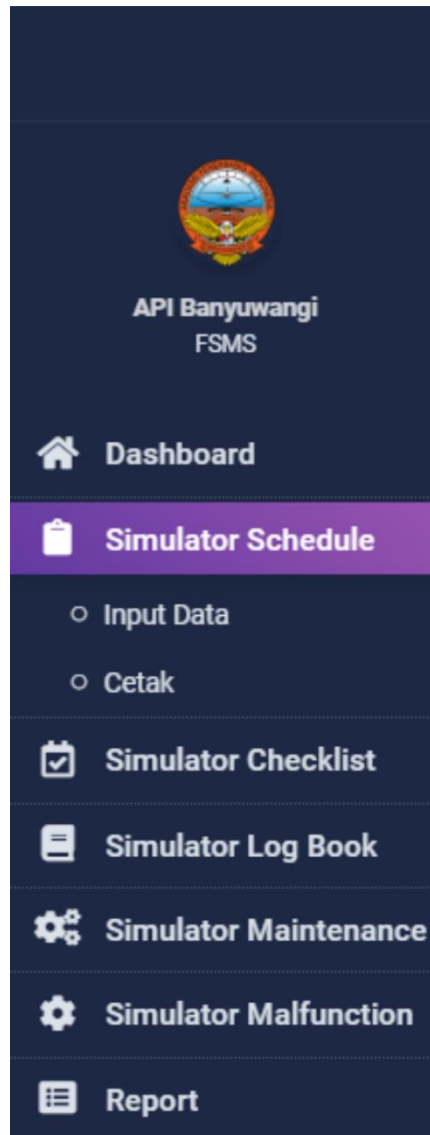 API Banyuwangi
FSMS
Dashboard
Simulator Schedule
Input Data
Cetak
Simulator Checklist
Simulator Log Book
Simulator Maintenance
Simulator Malfunction
Report